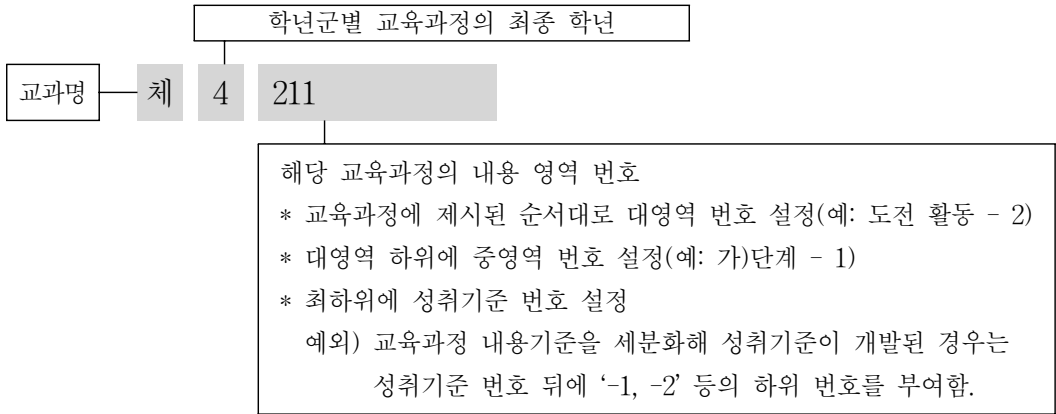 학년군별 교육과정의 최종 학년
교과명 체 4 211
해당 교육과정의 내용 영역 번호
* 교육과정에 제시된 순서대로 대영역 번호 설정(예: 도전 활동 - 2)
* 대영역 하위에 중영역 번호 설정(예: 가)단계 - 1)
* 최하위에 성취기준 번호 설정
예외) 교육과정 내용기준을 세분화해 성취기준이 개발된 경우는
성취기준 번호 뒤에 ‘-1, -2’ 등의 하위 번호를 부여함.